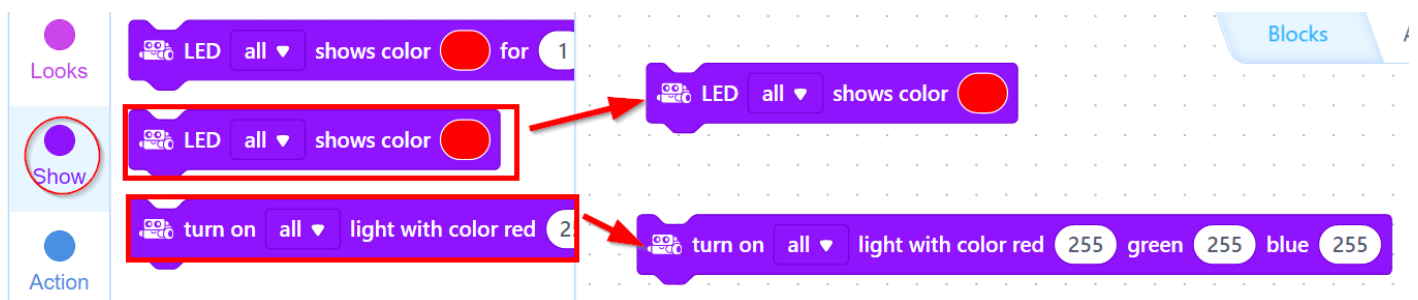 Looks
Show
Action
LED all ▼ shows color for 1
LED all ▼ shows color
turn on all ▼ light with color red
Blocks
LED all ▼ shows color
turn on all ▼ light with color red 255 green 255 blue 255